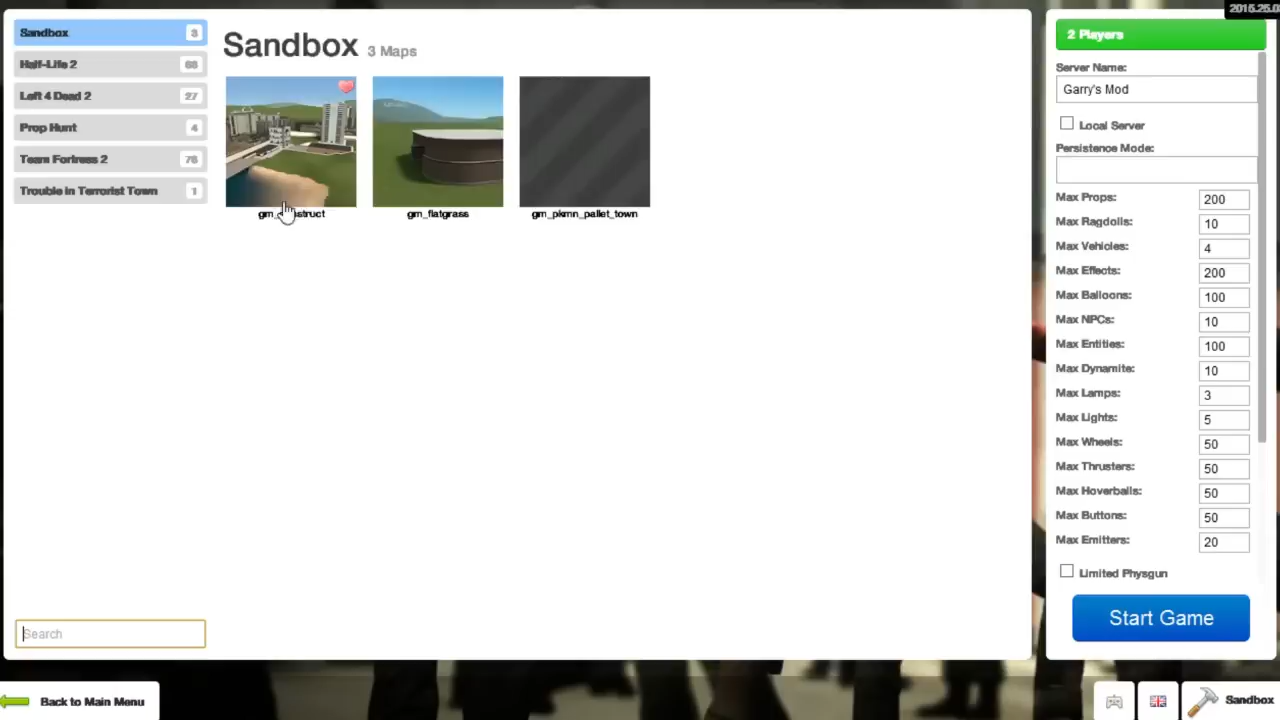 2015.25.0
Sandbox 3
Half-Life 2 68
Left 4 Dead 2 27
Prop Hunt 4
Team Fortress 2 76
Trouble in Terrorist Town 1
Search
Back to Main Menu
Sandbox 3 Maps
gm_flatgrass
gm_pkmn_pallet_town
2 Players
Server Name:
Garry's Mod
Local Server
Persistence Mode:
Max Props: 200
Max Ragdolls: 10
Max Vehicles: 4
Max Effects: 200
Max Balloons: 100
Max NPCs: 10
Max Entities: 100
Max Dynamite: 10
Max Lamps: 3
Max Lights: 5
Max Wheels: 50
Max Thrusters: 50
Max Hoverballs: 50
Max Buttons: 50
Max Emitters: 20
Limited Physgun
Start Game
Sandbox